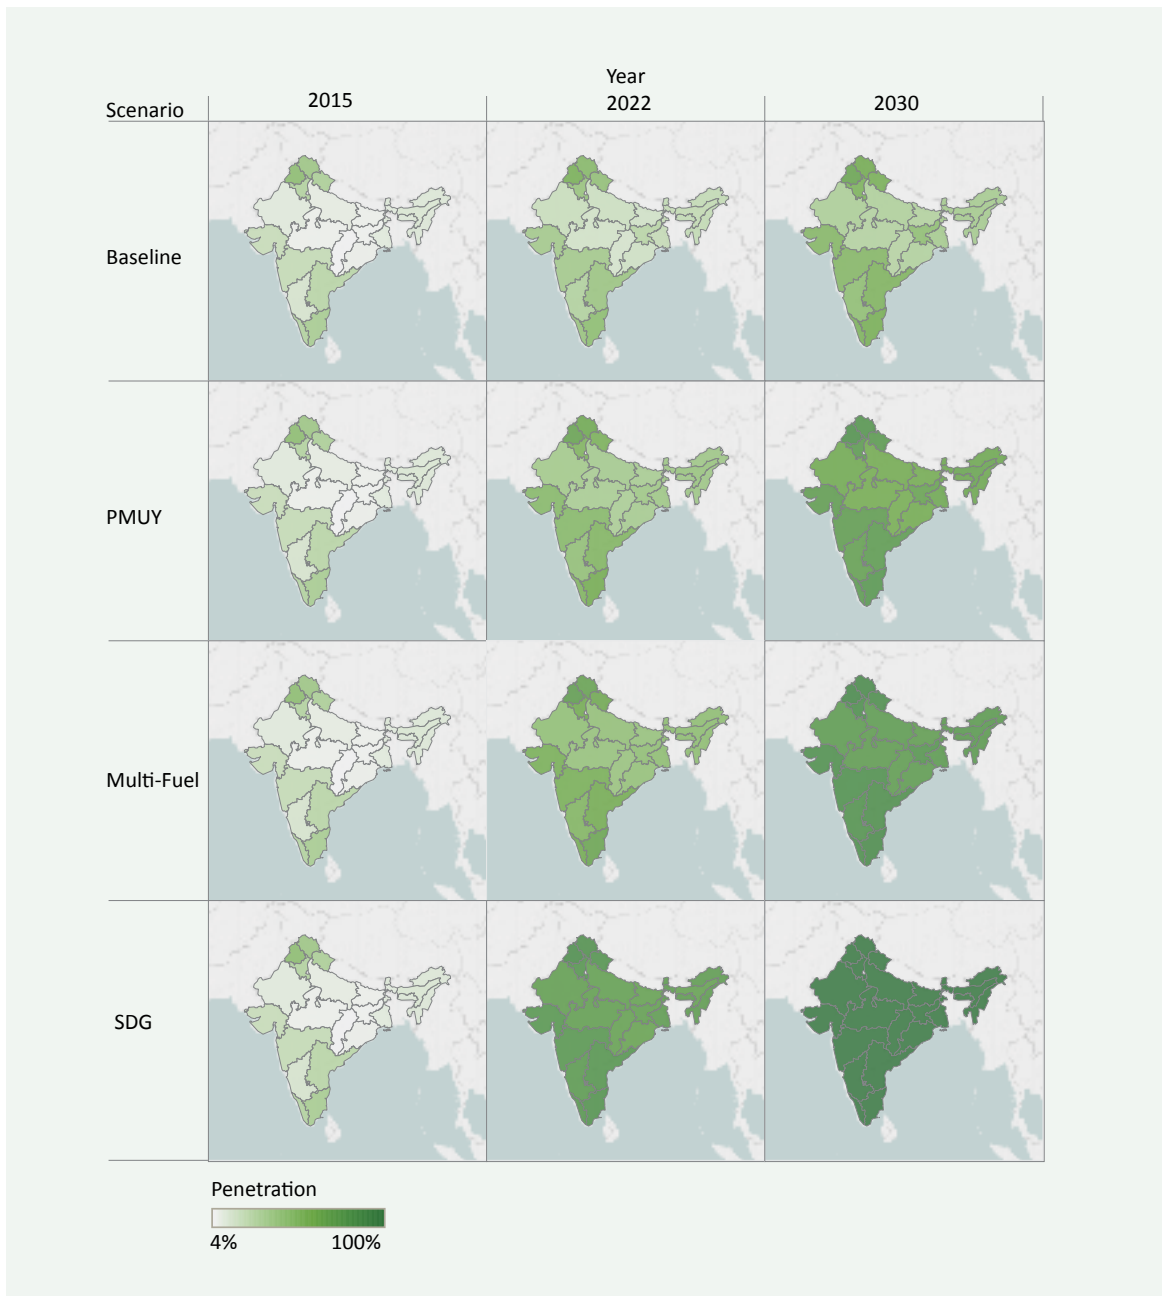 Year
Scenario 2015 2022 2030
Baseline
PMUY
Multi-Fuel
SDG
Penetration
4% 100%